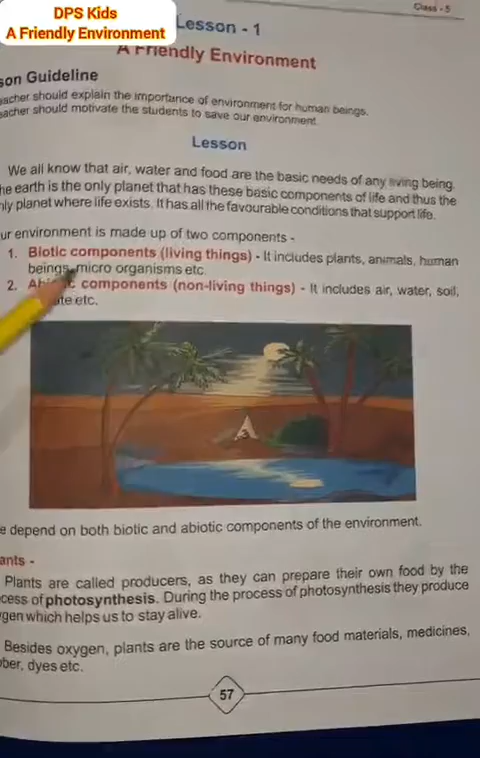 DPS Kids
A Friendly Environment
Class - 5
Lesson - 1
A Friendly Environment
son Guideline
eacher should explain the importance of environment for human beings.
eacher should motivate the students to save our environment.
Lesson
We all know that air, water and food are the basic needs of any living being.
he earth is the only planet that has these basic components of life and thus the
nly planet where life exists. It has all the favourable conditions that support life.
ur environment is made up of two components -
1. Biotic components (living things) - It includes plants, animals, human
beings, micro organisms etc.
2. components (non-living things) - It includes air, water, soil,
etc.
e depend on both biotic and abiotic components of the environment.
ants -
Plants are called producers, as they can prepare their own food by the
cess of photosynthesis. During the process of photosynthesis they produce
ygen which helps us to stay alive.
Besides oxygen, plants are the source of many food materials, medicines,
ber, dyes etc.
57